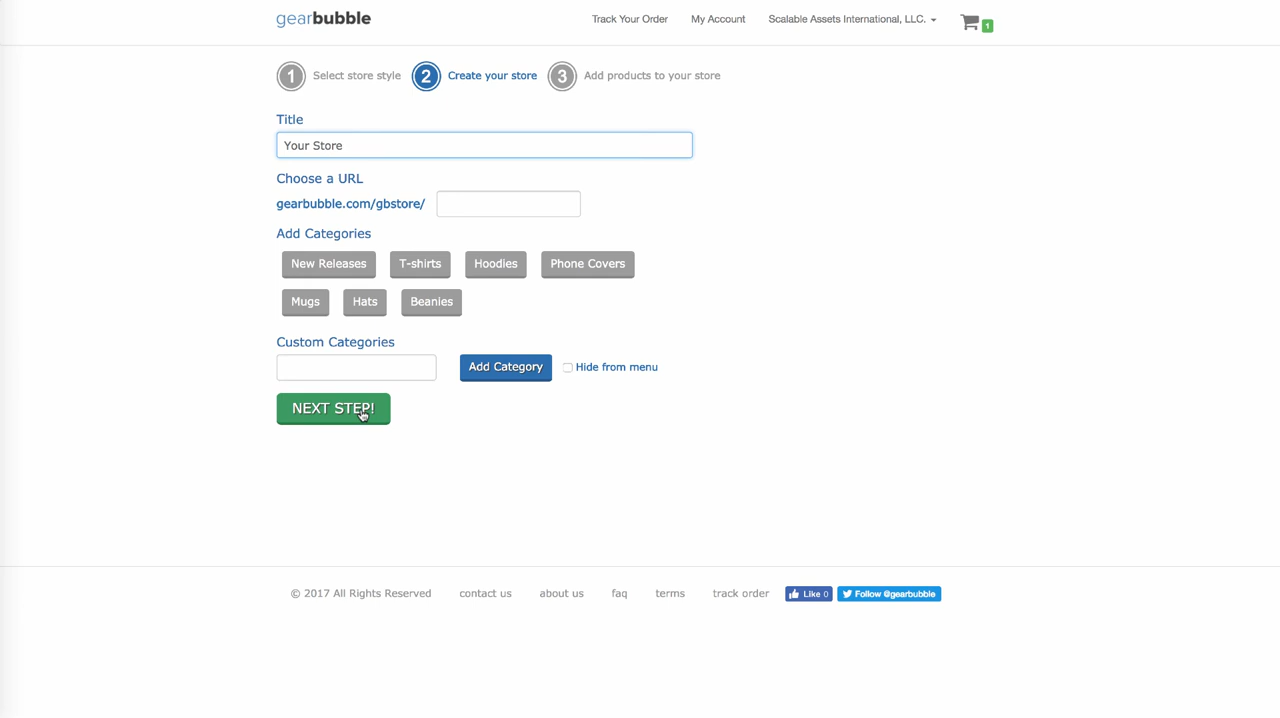 gearbubble
Track Your Order
My Account
Scalable Assets International, LLC.
1
1 Select store style
2 Create your store
3 Add products to your store
Title
Your Store
Choose a URL
gearbubble.com/gbstore/
Add Categories
New Releases T-shirts Hoodies Phone Covers
Mugs Hats Beanies
Custom Categories
Add Category Hide from menu
NEXT STEP!
© 2017 All Rights Reserved contact us about us faq terms track order Like 0 Follow @gearbubble